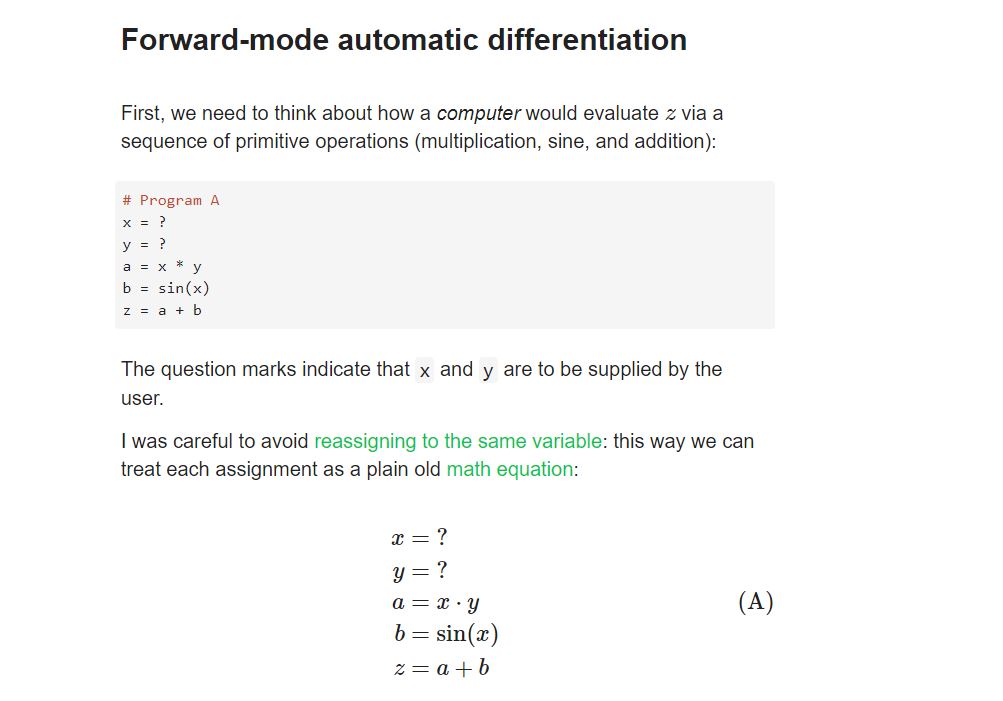 Forward-mode automatic differentiation
First, we need to think about how a computer would evaluate z via a
sequence of primitive operations (multiplication, sine, and addition):
# Program A
x = ?
y = ?
a = x * y
b = sin(x)
z = a + b
The question marks indicate that x and y are to be supplied by the
user.
I was careful to avoid reassigning to the same variable: this way we can
treat each assignment as a plain old math equation:
x = ?
y = ?
a = x · y
(A)
b = sin(x)
z = a + b